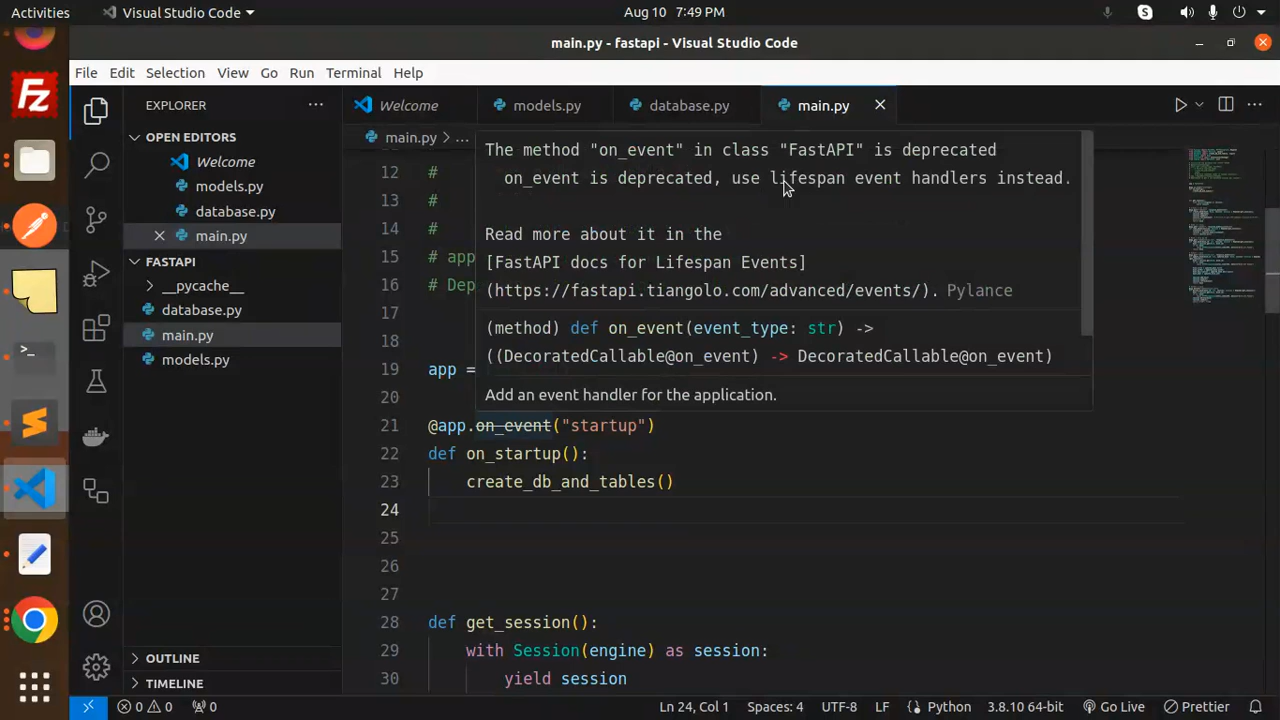 Activities
Visual Studio Code
Aug 10 7:49 PM
main.py - fastapi - Visual Studio Code
File Edit Selection View Go Run Terminal Help
EXPLORER
OPEN EDITORS
Welcome
models.py
database.py
main.py
FASTAPI
__pycache__
database.py
main.py
models.py
OUTLINE
TIMELINE
Welcome
models.py
database.py
main.py
main.py > ...
The method "on_event" in class "FastAPI" is deprecated
on_event is deprecated, use lifespan event handlers instead.
Read more about it in the
[FastAPI docs for Lifespan Events]
(https://fastapi.tiangolo.com/advanced/events/). Pylance
(method) def on_event(event_type: str) ->
((DecoratedCallable@on_event) -> DecoratedCallable@on_event)
Add an event handler for the application.
12 #
13 #
14 #
15 # app
16 # Dep
17
18
19 app =
20
21 @app.on_event("startup")
22 def on_startup():
23 create_db_and_tables()
24
25
26
27
28 def get_session():
29 with Session(engine) as session:
30 yield session
0 0 0
Ln 24, Col 1
Spaces: 4
UTF-8
LF
Python
3.8.10 64-bit
Go Live
Prettier